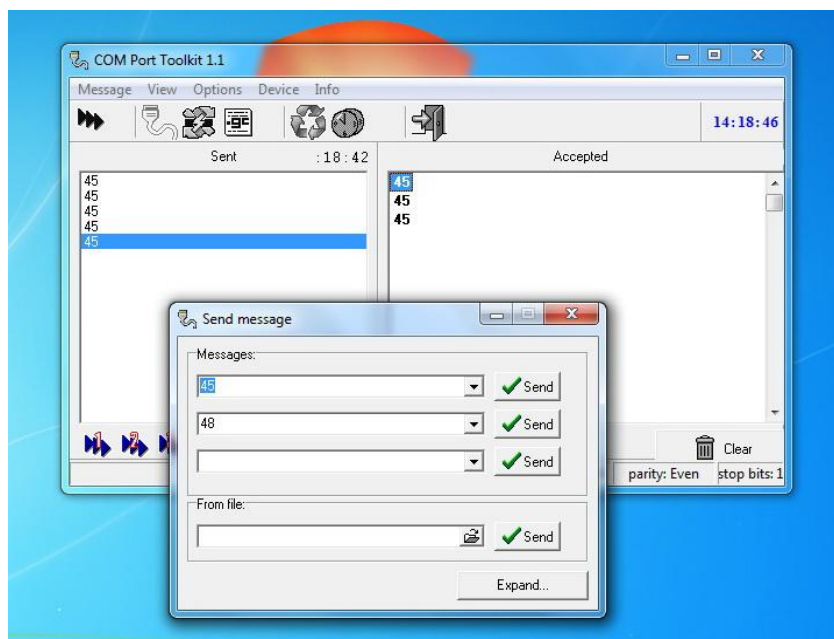 COM Port Toolkit 1.1
Message View Options Device Info
14:18:46
Sent :18:42
Accepted
45
45
45
45
45
45
45
45
Send message
Messages:
45
Send
48
Send
Send
From file:
Send
Expand...
1 2
Clear
parity: Even stop bits: 1